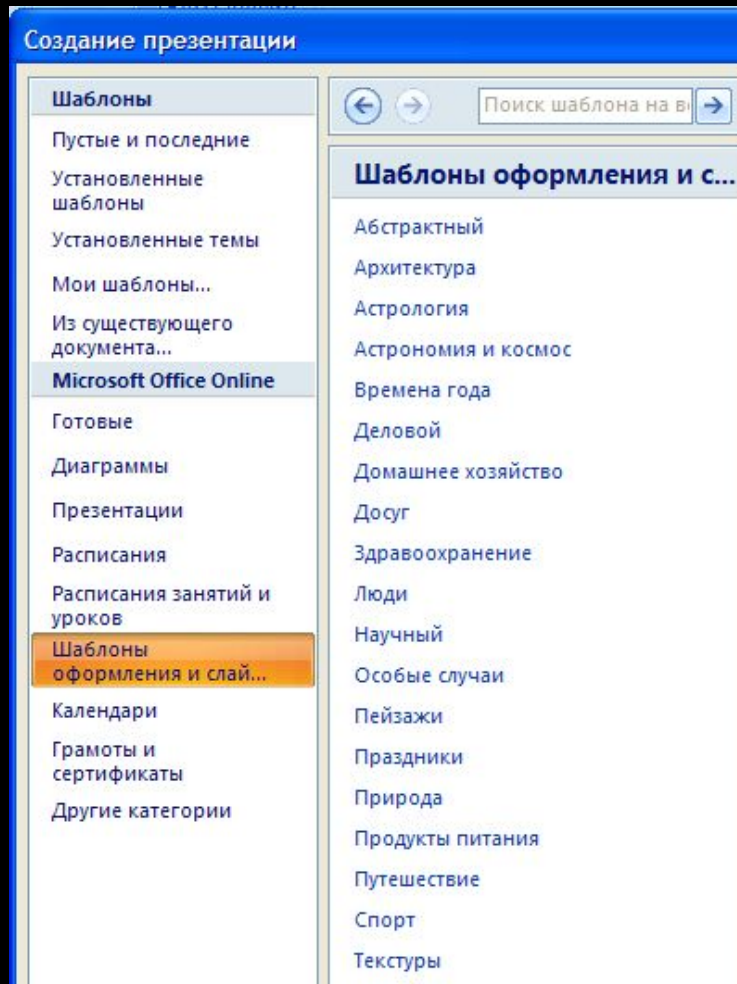 Создание презентации
Шаблоны
Пустые и последние
Установленные
шаблоны
Установленные темы
Мои шаблоны...
Из существующего
документа...
Microsoft Office Online
Готовые
Диаграммы
Презентации
Расписания
Расписания занятий и
уроков
Шаблоны
оформления и слай...
Календари
Грамоты и
сертификаты
Другие категории
Поиск шаблона на
Шаблоны оформления и с...
Абстрактный
Архитектура
Астрология
Астрономия и космос
Времена года
Деловой
Домашнее хозяйство
Досуг
Здравоохранение
Люди
Научный
Особые случаи
Пейзажи
Праздники
Природа
Продукты питания
Путешествие
Спорт
Текстуры